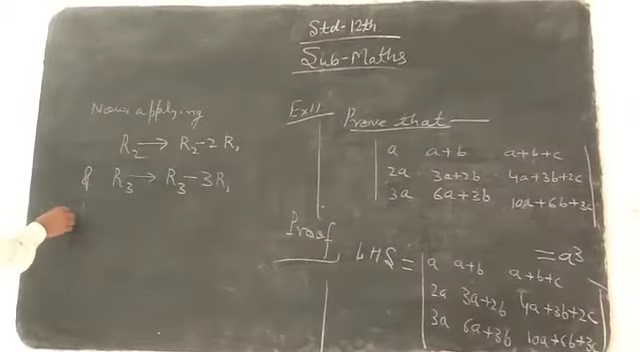 Std-12th
Sub-Maths
Ex11 Prove that
a a+b a+b+c
2a 3a+2b 4a+3b+2c
3a 6a+3b 10a+6b+3c
= a³
Proof
LHS = a a+b a+b+c
2a 3a+2b 4a+3b+2c
3a 6a+3b 10a+6b+3c
Now applying
R₂ → R₂-2R₁
& R₃ → R₃-3R₁